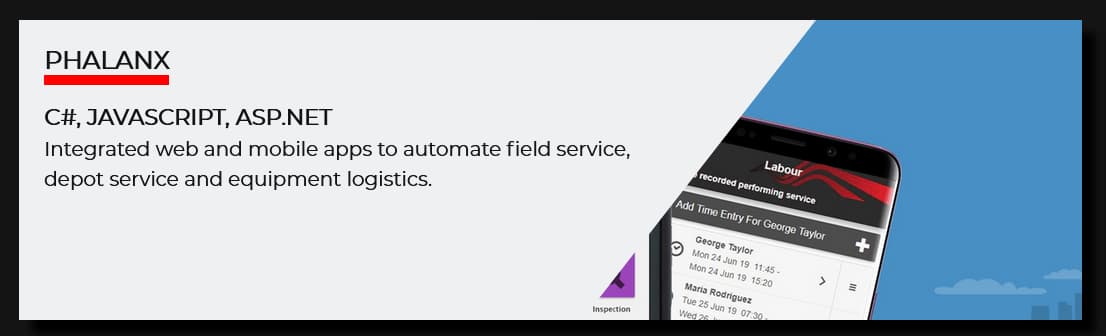 PHALANX
C#, JAVASCRIPT, ASP.NET
Integrated web and mobile apps to automate field service,
depot service and equipment logistics.
Labour
recorded performing service
Add Time Entry For George Taylor
George Taylor
Mon 24 Jun 19 11:45 -
Mon 24 Jun 19 15:20
Maria Rodriguez
Tue 25 Jun 19 07:30 -
Wed 26
Inspection